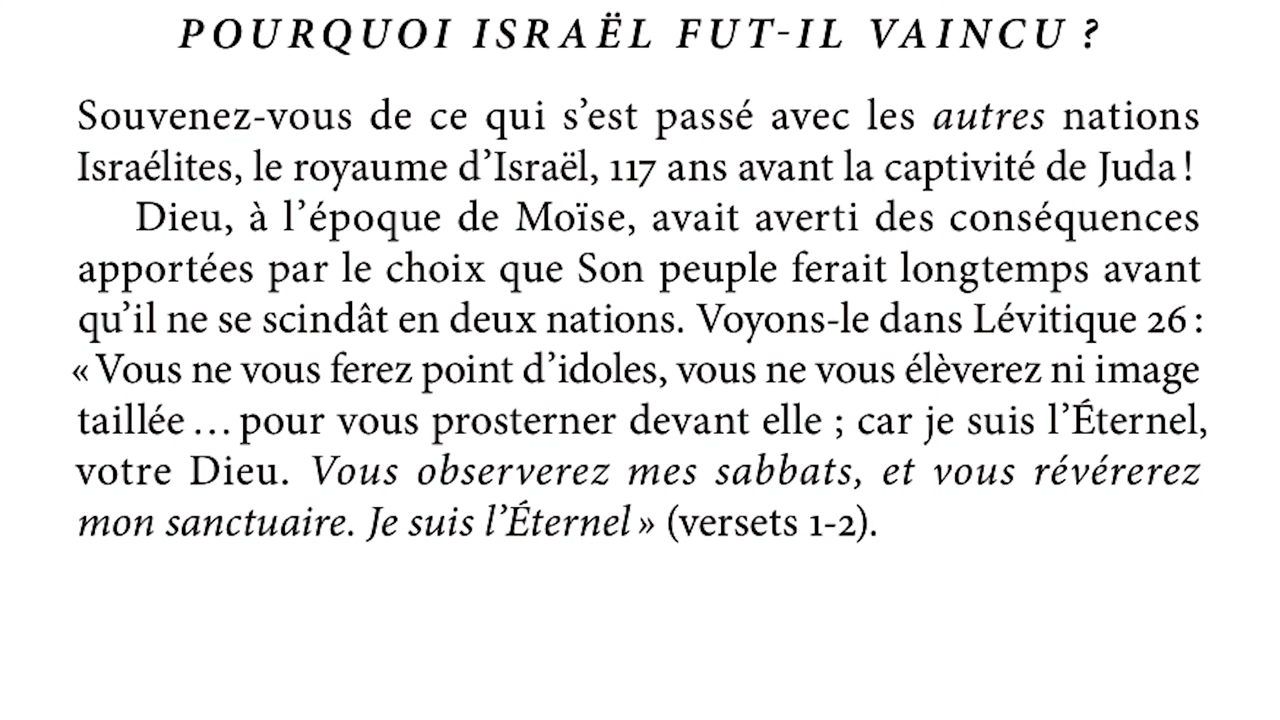 POURQUOI ISRAËL FUT-IL VAINCU ?
Souvenez-vous de ce qui s’est passé avec les autres nations
Israélites, le royaume d’Israël, 117 ans avant la captivité de Juda !
Dieu, à l’époque de Moïse, avait averti des conséquences
apportées par le choix que Son peuple ferait longtemps avant
qu’il ne se scindât en deux nations. Voyons-le dans Lévitique 26 :
« Vous ne vous ferez point d’idoles, vous ne vous élèverez ni image
taillée … pour vous prosterner devant elle ; car je suis l’Éternel,
votre Dieu. Vous observerez mes sabbats, et vous révérerez
mon sanctuaire. Je suis l’Éternel » (versets 1-2).